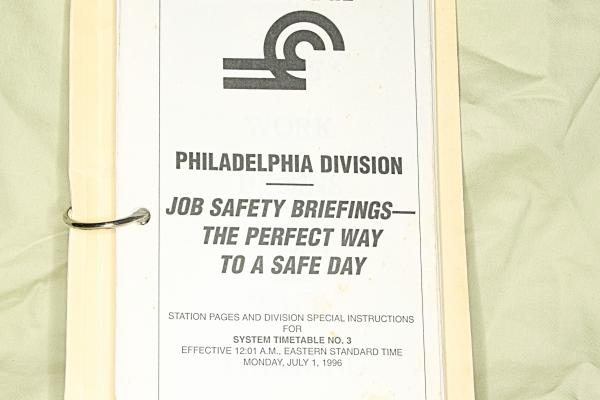 PHILADELPHIA DIVISION
JOB SAFETY BRIEFINGS—
THE PERFECT WAY
TO A SAFE DAY
STATION PAGES AND DIVISION SPECIAL INSTRUCTIONS
FOR
SYSTEM TIMETABLE NO. 3
EFFECTIVE 12:01 A.M., EASTERN STANDARD TIME
MONDAY, JULY 1, 1996